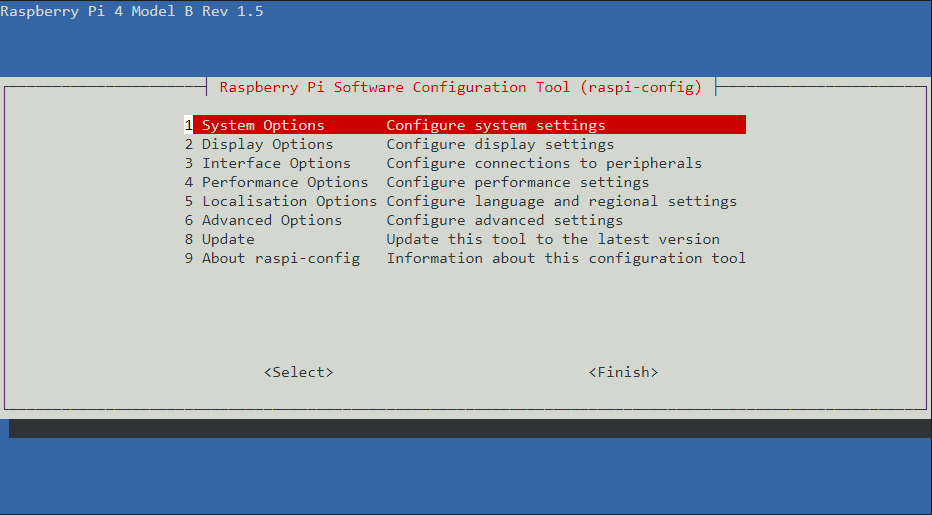 Raspberry Pi 4 Model B Rev 1.5
Raspberry Pi Software Configuration Tool (raspi-config)
1 System Options Configure system settings
2 Display Options Configure display settings
3 Interface Options Configure connections to peripherals
4 Performance Options Configure performance settings
5 Localisation Options Configure language and regional settings
6 Advanced Options Configure advanced settings
8 Update Update this tool to the latest version
9 About raspi-config Information about this configuration tool
<Select> <Finish>